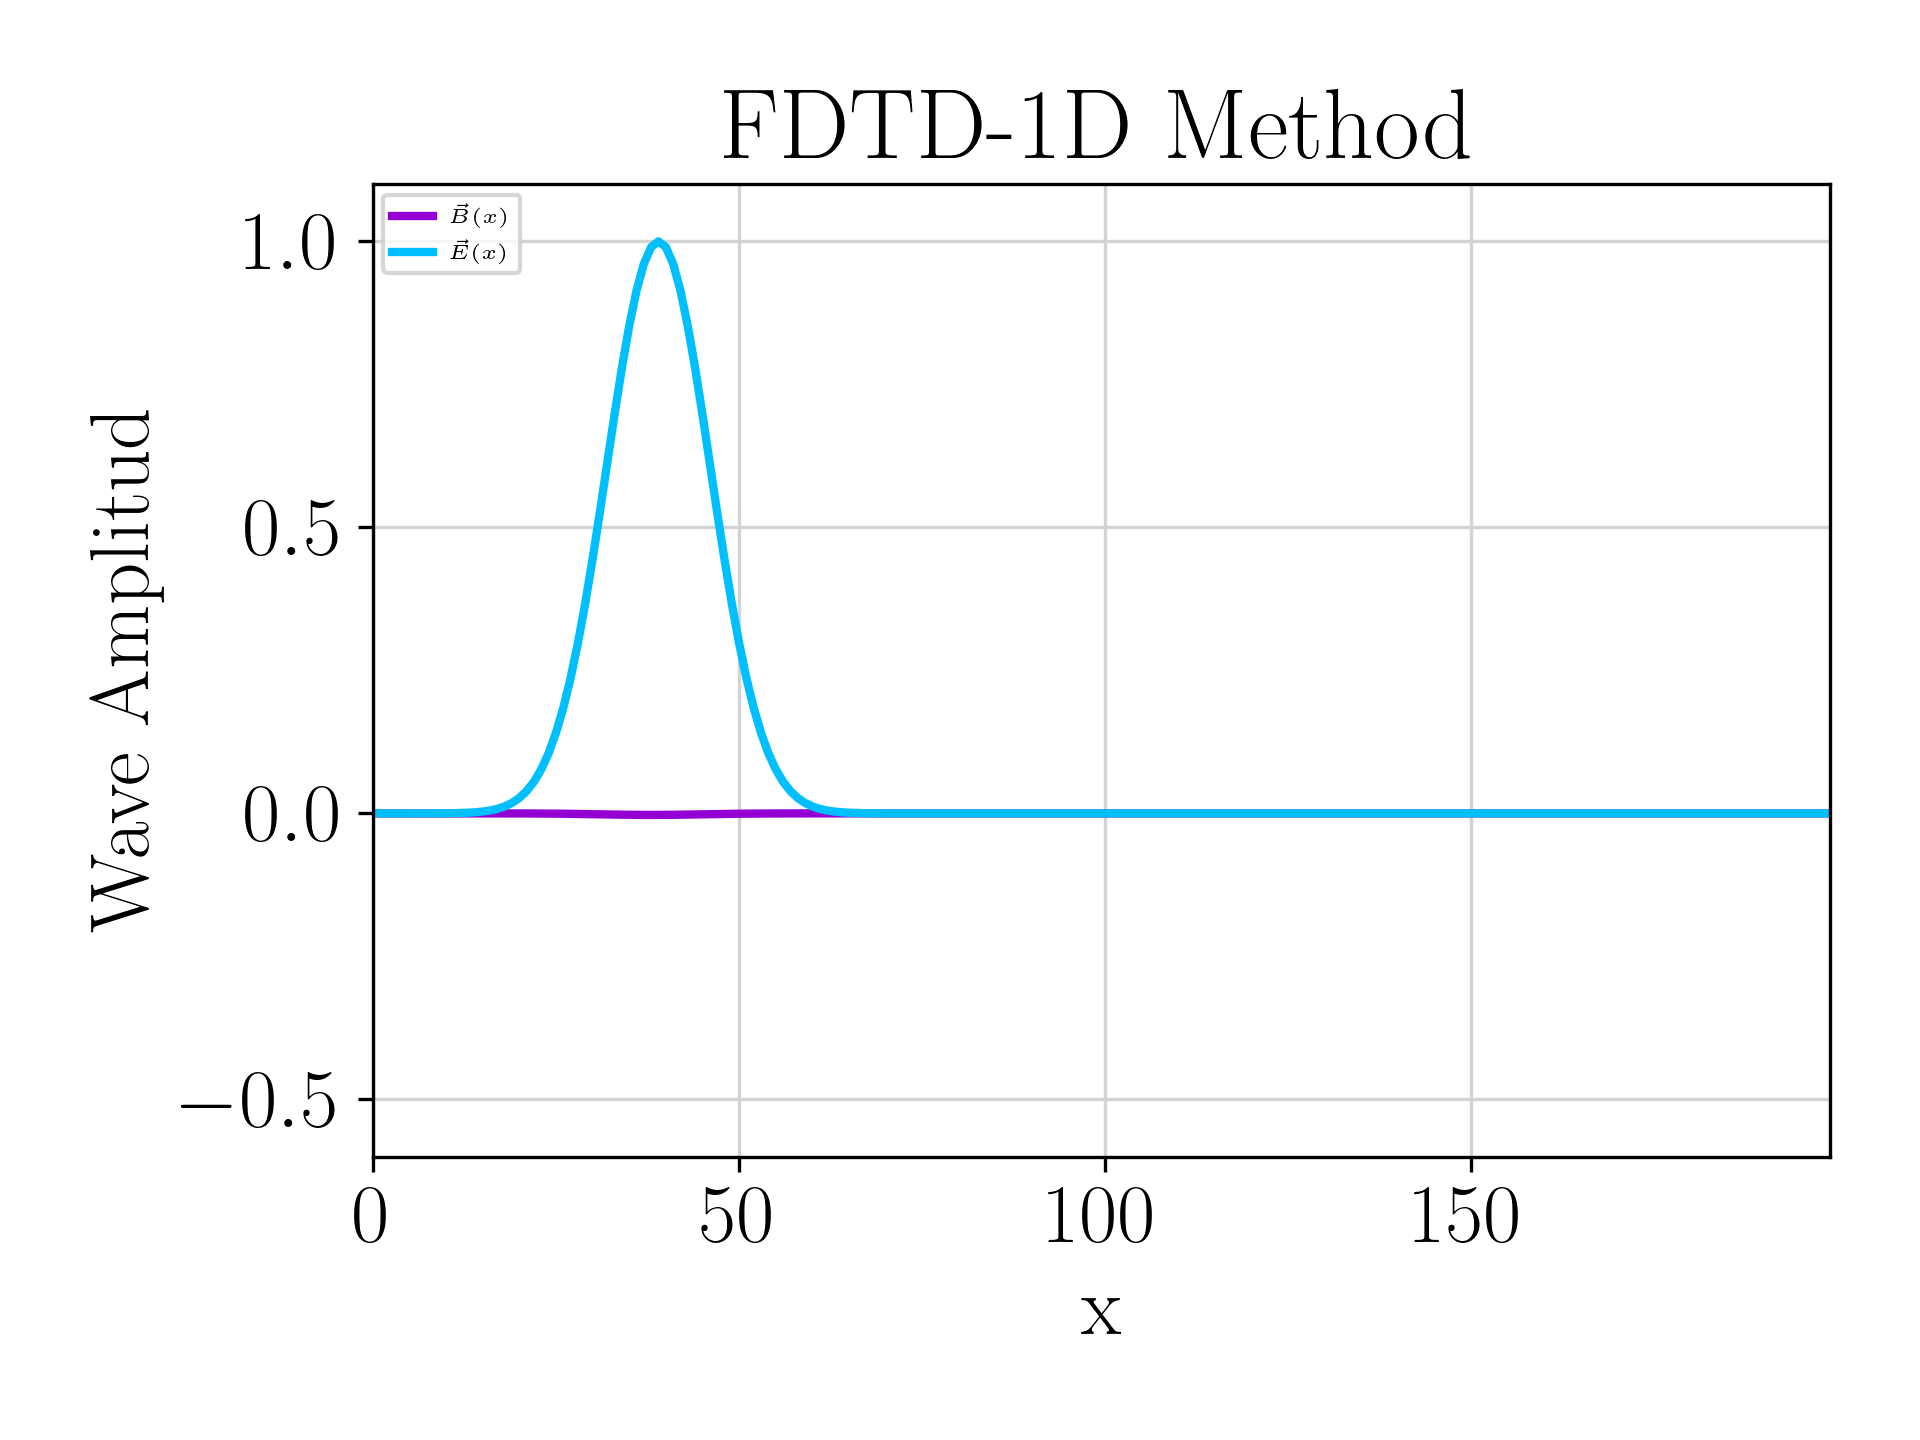 FDTD-1D Method
$\vec{B}(x)$
$\vec{E}(x)$
1.0
0.5
0.0
−0.5
Wave Amplitud
0 50 100 150
x